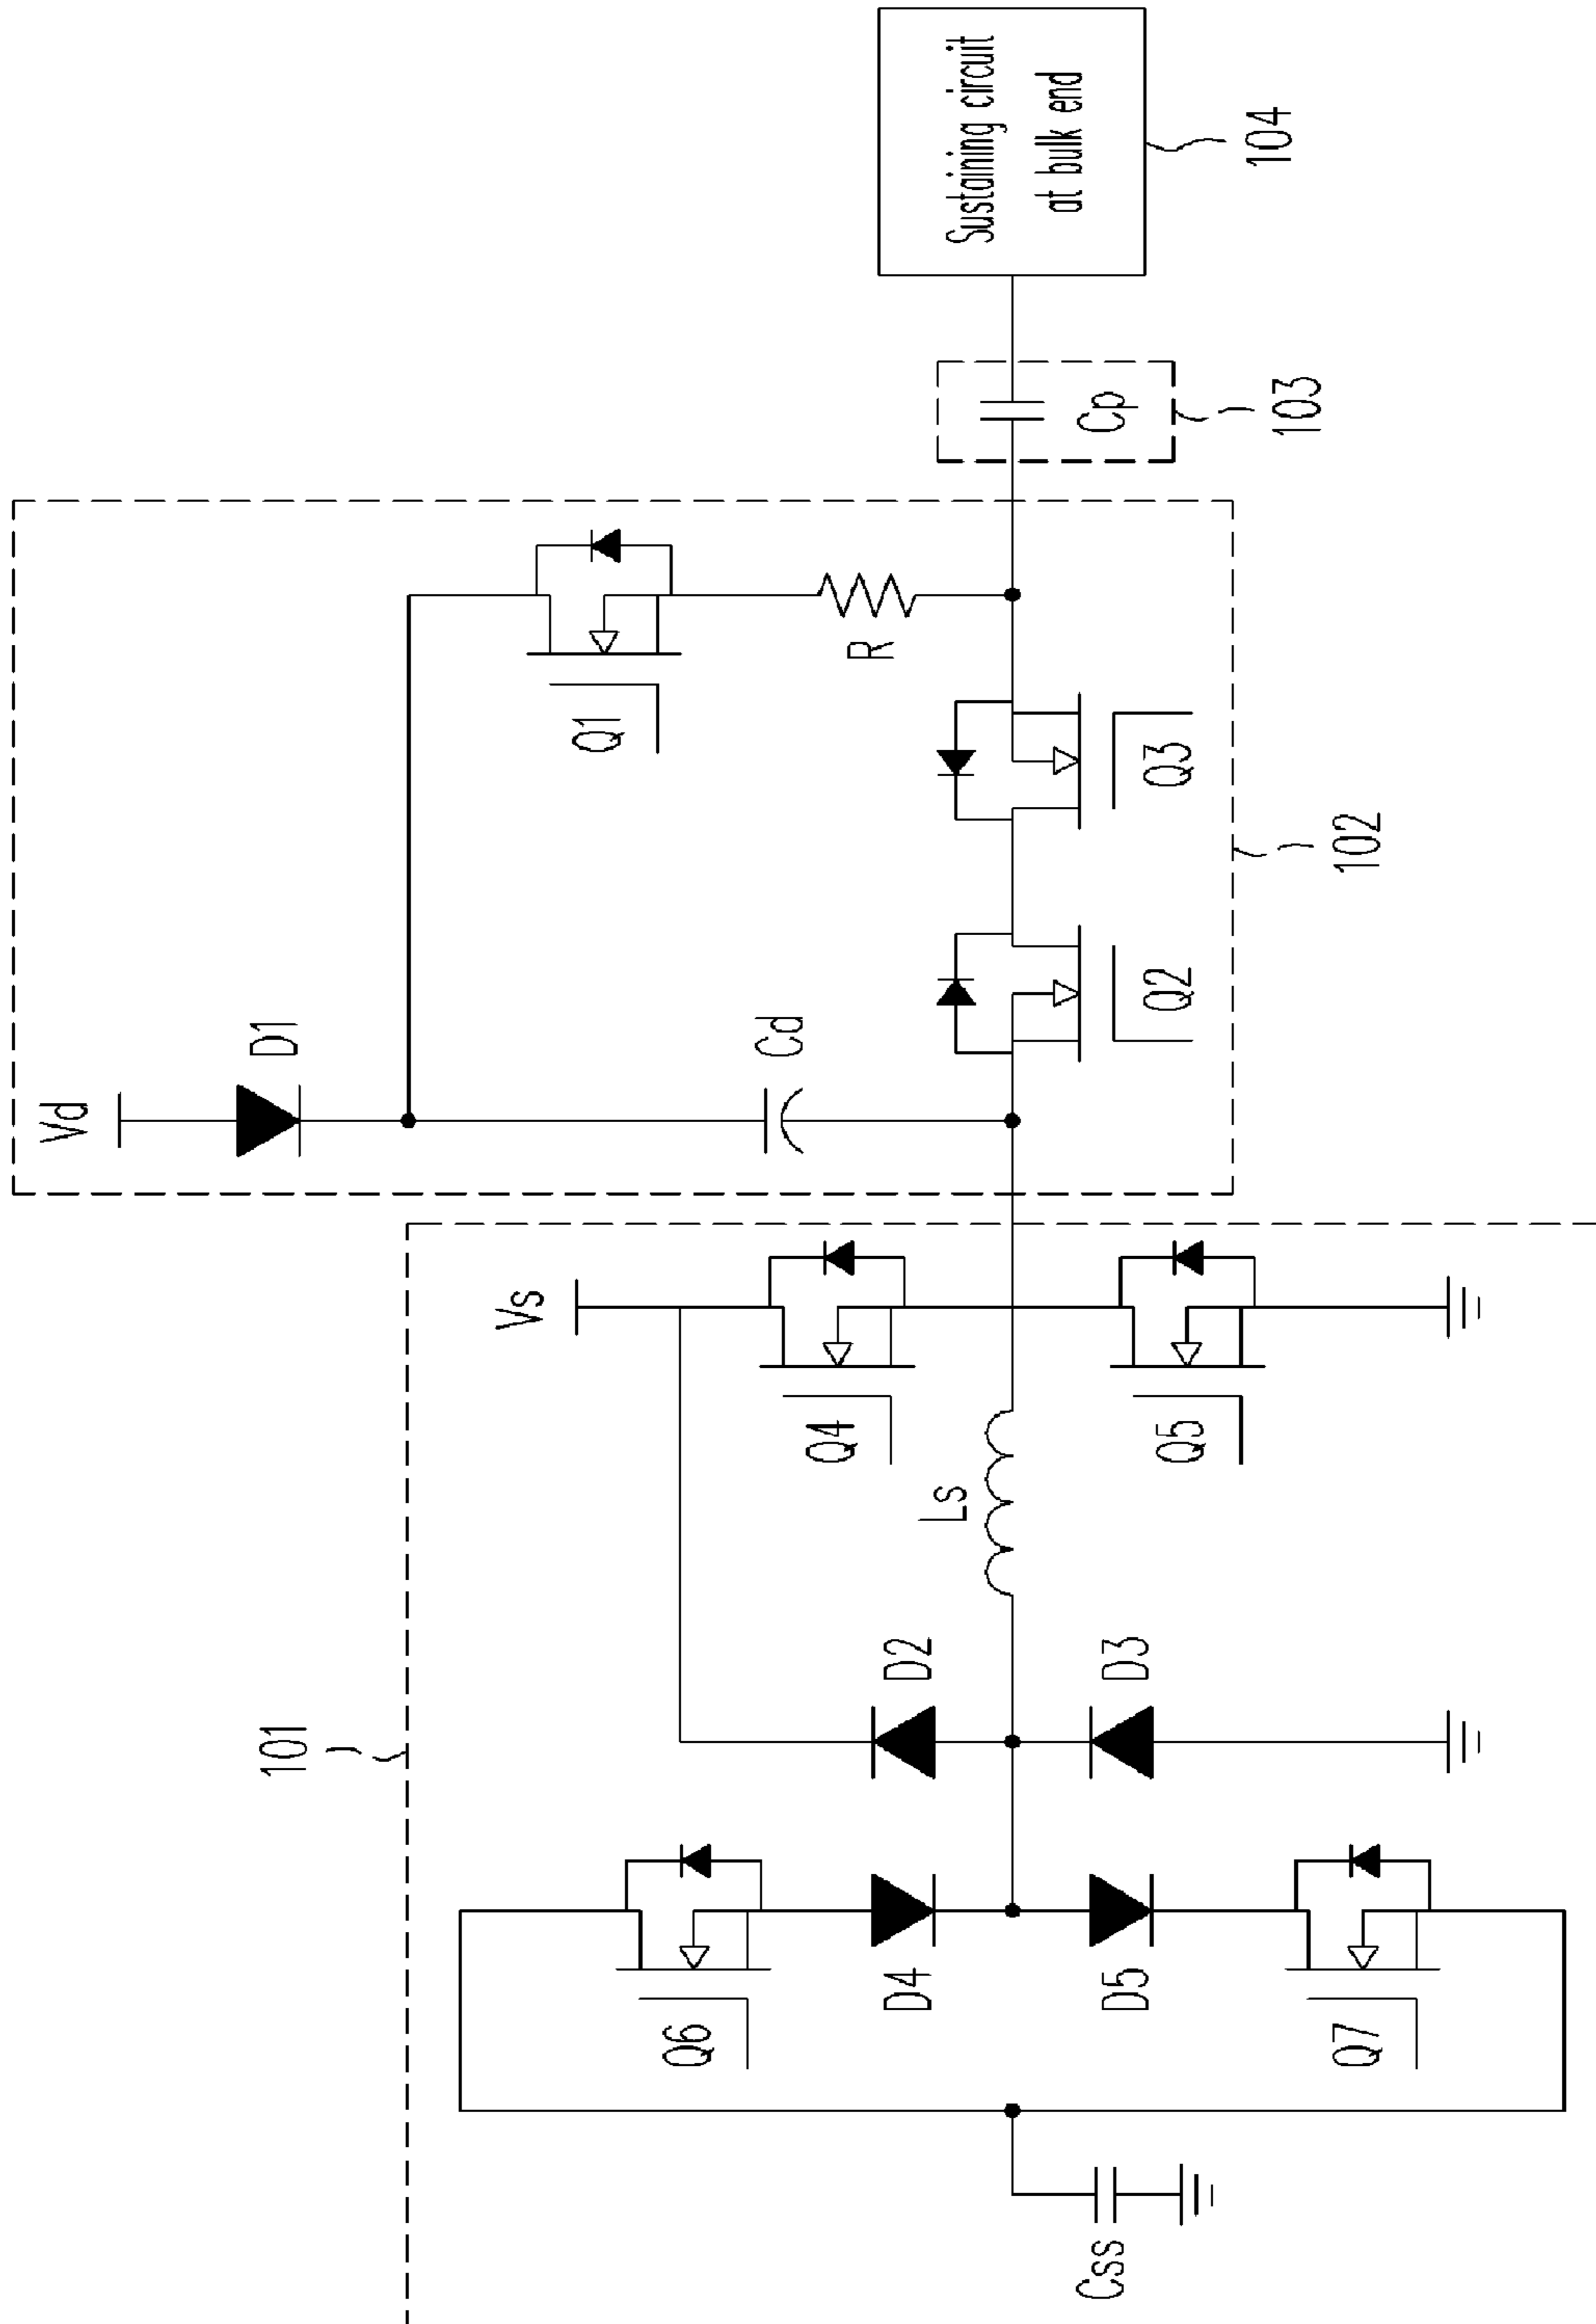 101
Css
Q6
D4
D5
Q7
D2
D3
Ls
Vs
Q4
Q5
Vd
D1
Cd
Q2
Q3
Q1
R
102
Cp
103
Sustaining circuit
at bulk end
104